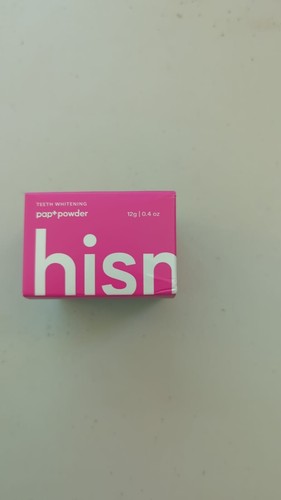 TEETH WHITENING
pap+powder
12g | 0.4 oz
hisn